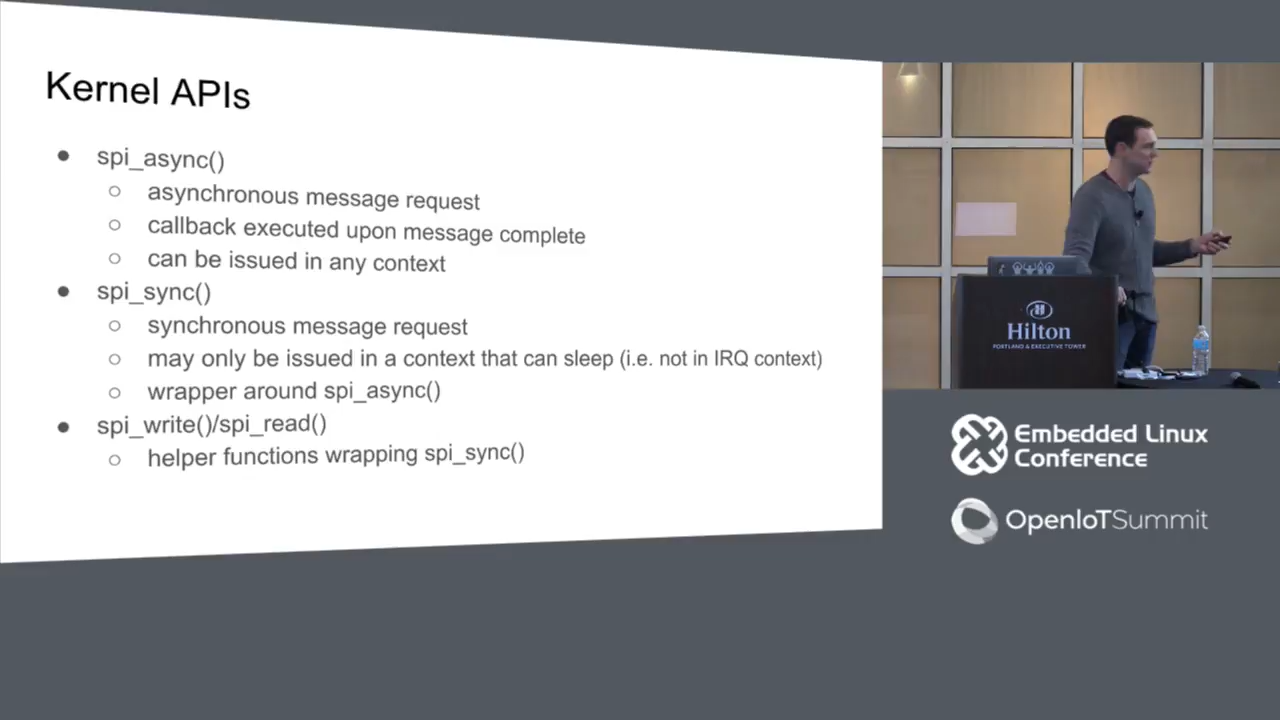 Kernel APIs
● spi_async()
○ asynchronous message request
○ callback executed upon message complete
○ can be issued in any context
● spi_sync()
○ synchronous message request
○ may only be issued in a context that can sleep (i.e. not in IRQ context)
○ wrapper around spi_async()
● spi_write()/spi_read()
○ helper functions wrapping spi_sync()
Hilton
PORTLAND & EXECUTIVE TOWER
Embedded Linux
Conference
OpenIoTSummit